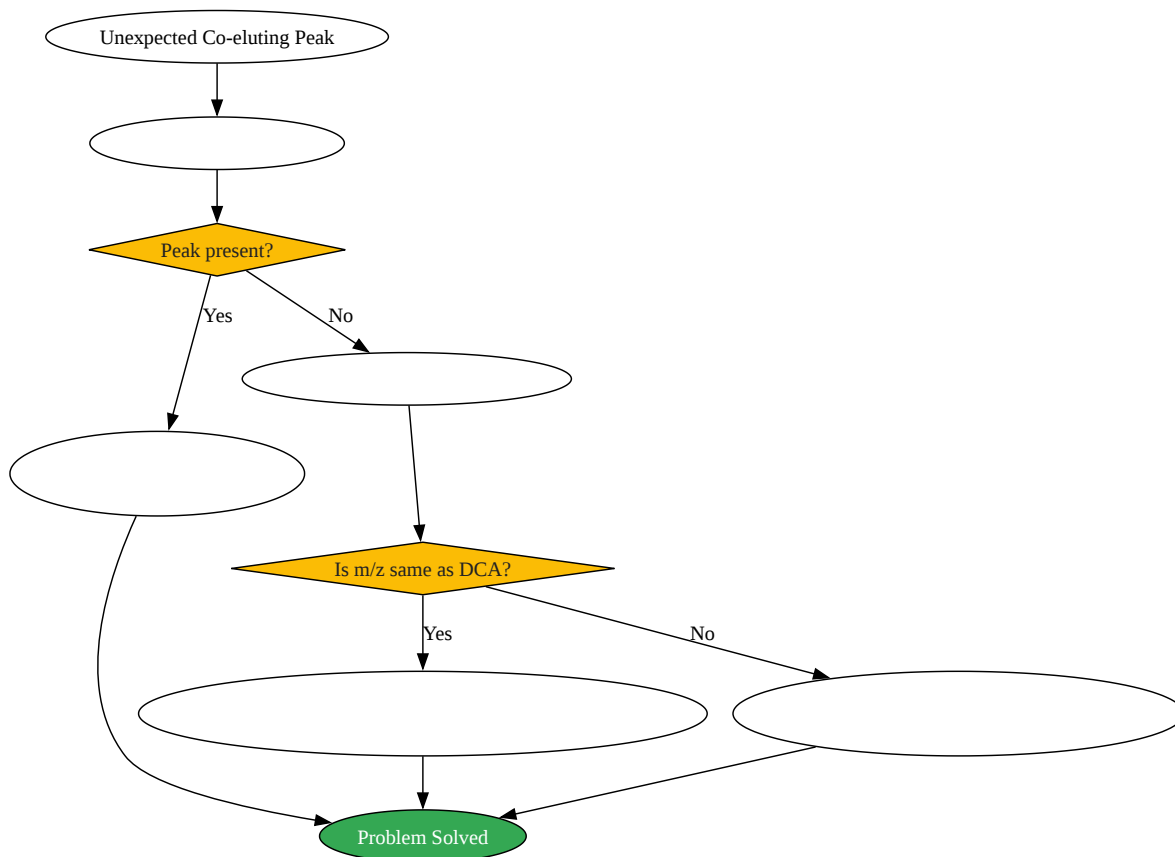 Unexpected Co-eluting Peak
Peak present?
Yes
No
Is m/z same as DCA?
Yes
No
Problem Solved